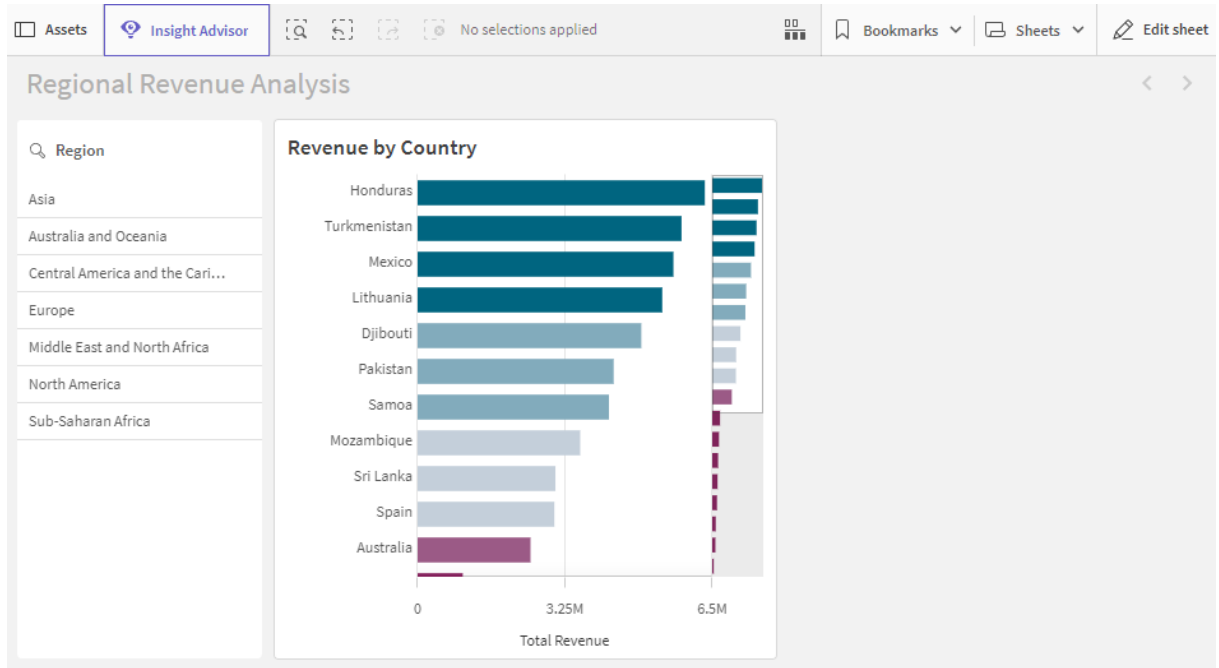 Assets Insight Advisor No selections applied Bookmarks Sheets Edit sheet
Regional Revenue Analysis
Region
Asia
Australia and Oceania
Central America and the Cari...
Europe
Middle East and North Africa
North America
Sub-Saharan Africa
Revenue by Country
Honduras
Turkmenistan
Mexico
Lithuania
Djibouti
Pakistan
Samoa
Mozambique
Sri Lanka
Spain
Australia
0 3.25M 6.5M
Total Revenue